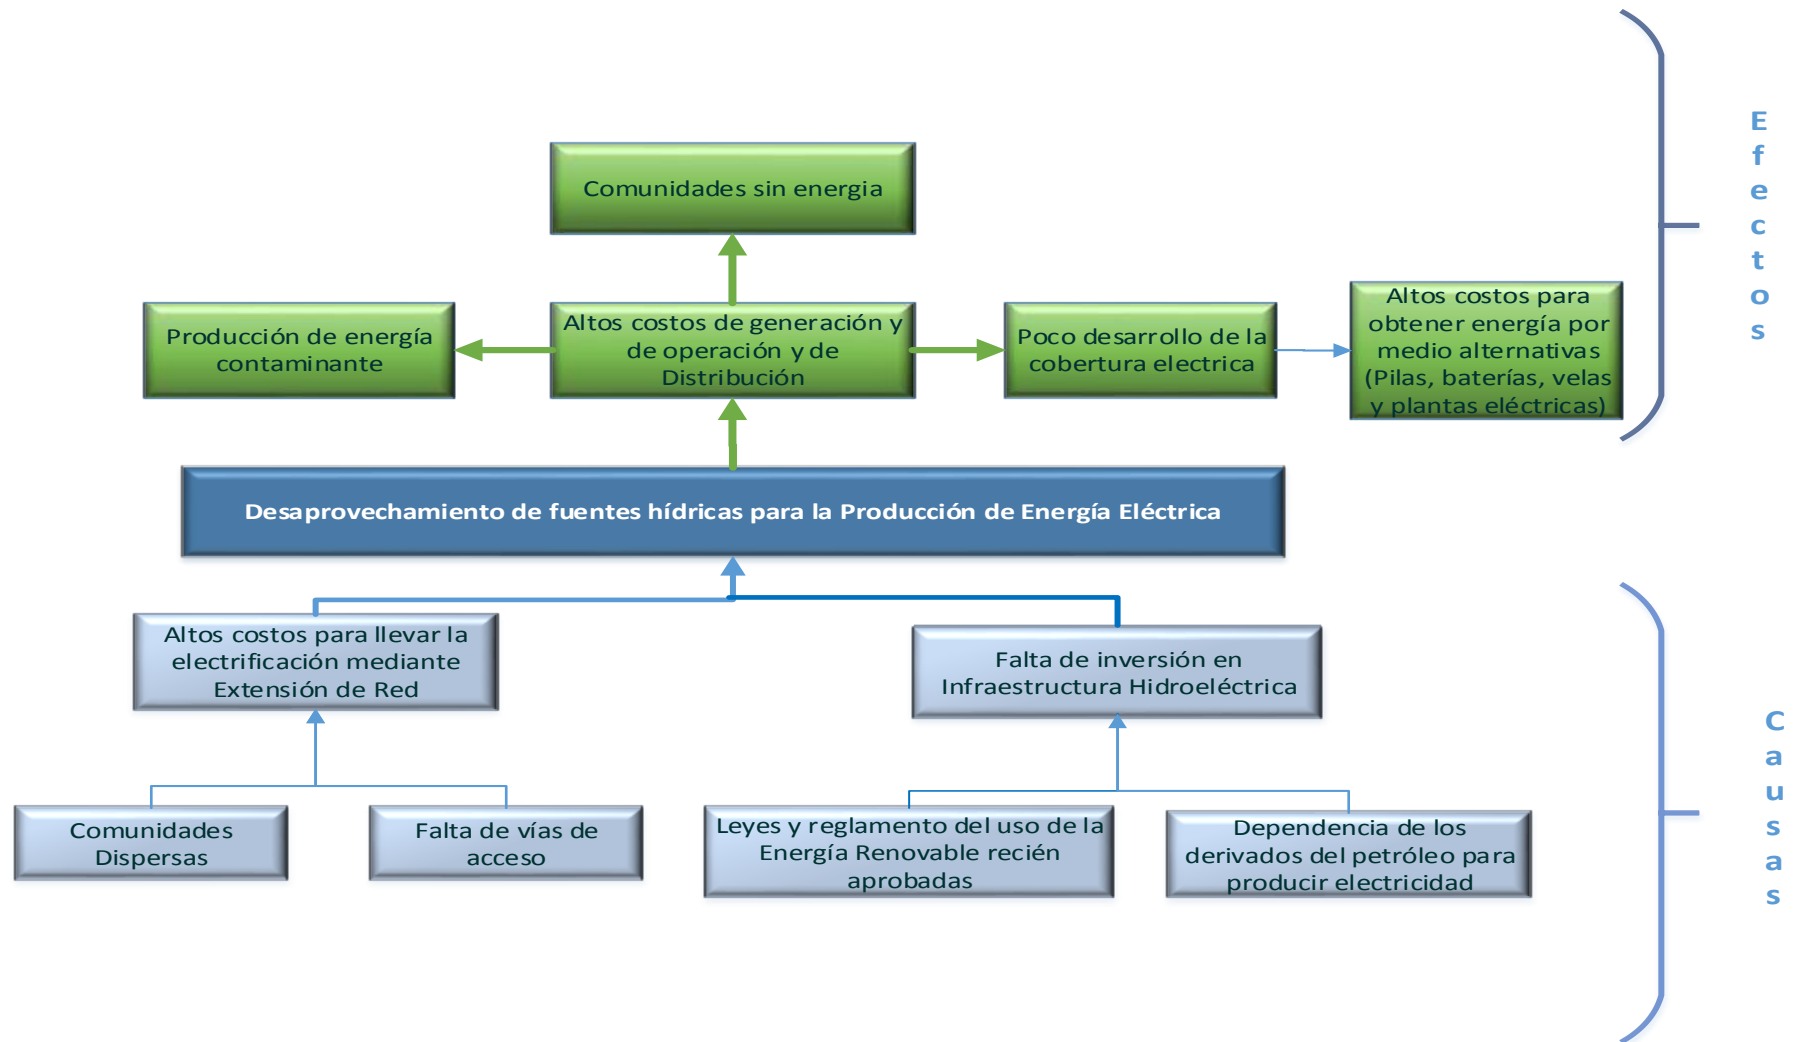 E
f
e
c
t
o
s
Comunidades sin energia
Producción de energía
contaminante
Altos costos de generación y
de operación y de
Distribución
Poco desarrollo de la
cobertura electrica
Altos costos para
obtener energía por
medio alternativas
(Pilas, baterías, velas
y plantas eléctricas)
Desaprovechamiento de fuentes hídricas para la Producción de Energía Eléctrica
Altos costos para llevar la
electrificación mediante
Extensión de Red
Falta de inversión en
Infraestructura Hidroeléctrica
Comunidades
Dispersas
Falta de vías de
acceso
Leyes y reglamento del uso de la
Energía Renovable recién
aprobadas
Dependencia de los
derivados del petróleo para
producir electricidad
C
a
u
s
a
s